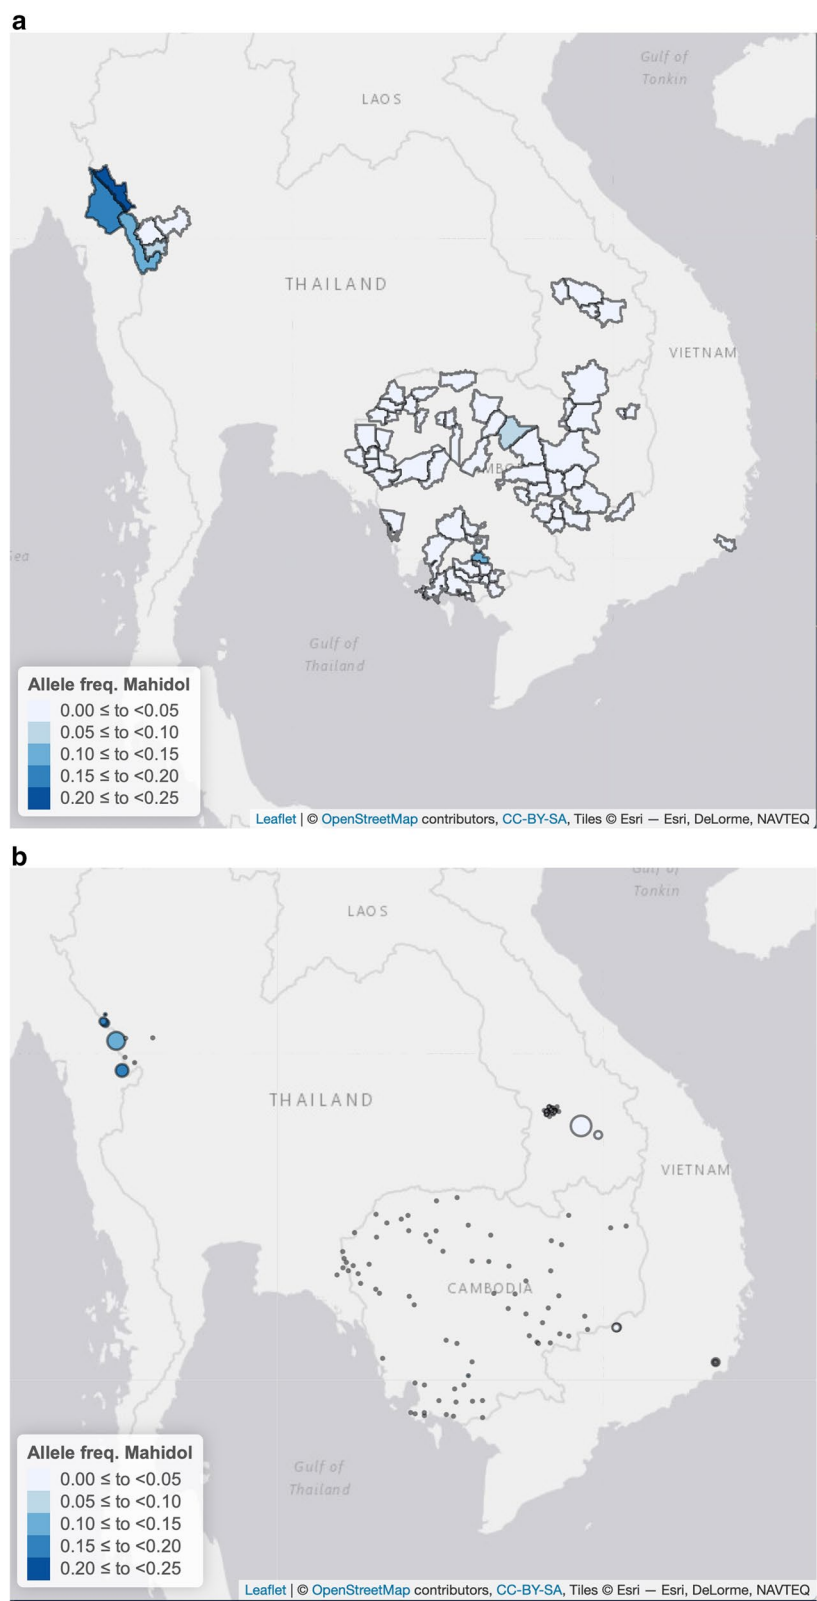 a
Gulf of
Tonkin
LAOS
THAILAND
VIETNAM
MBO
ea
Gulf of
Thailand
Allele freq. Mahidol
0.00 ≤ to <0.05
0.05 ≤ to <0.10
0.10 ≤ to <0.15
0.15 ≤ to <0.20
0.20 ≤ to <0.25
Leaflet | © OpenStreetMap contributors, CC-BY-SA, Tiles © Esri — Esri, DeLorme, NAVTEQ
b
Gulf of
Tonkin
LAOS
THAILAND
VIETNAM
CAMBODIA
Gulf of
Thailand
Allele freq. Mahidol
0.00 ≤ to <0.05
0.05 ≤ to <0.10
0.10 ≤ to <0.15
0.15 ≤ to <0.20
0.20 ≤ to <0.25
Leaflet | © OpenStreetMap contributors, CC-BY-SA, Tiles © Esri — Esri, DeLorme, NAVTEQ